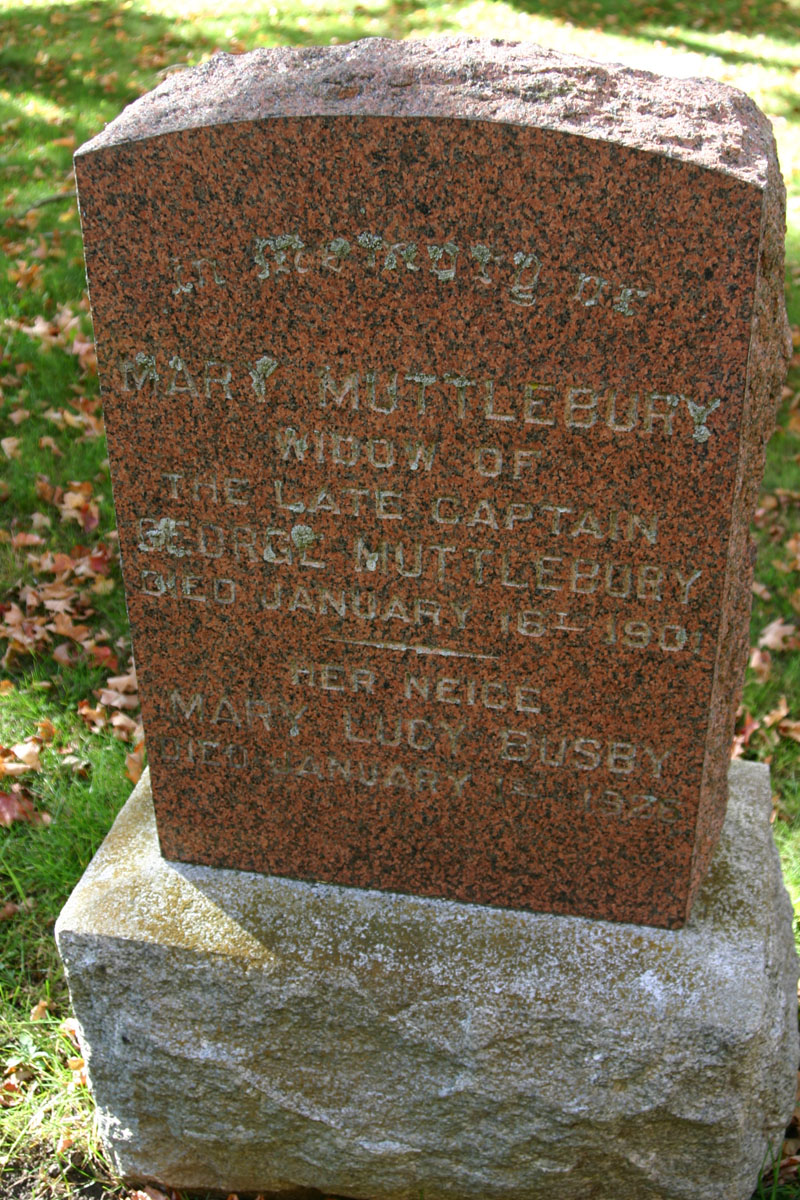 In Memory of
MARY MUTTLEBURY
WIDOW OF
THE LATE CAPTAIN
GEORGE MUTTLEBURY
DIED JANUARY 16TH 1901
HER NEICE
MARY LUCY BUSBY
DIED JANUARY